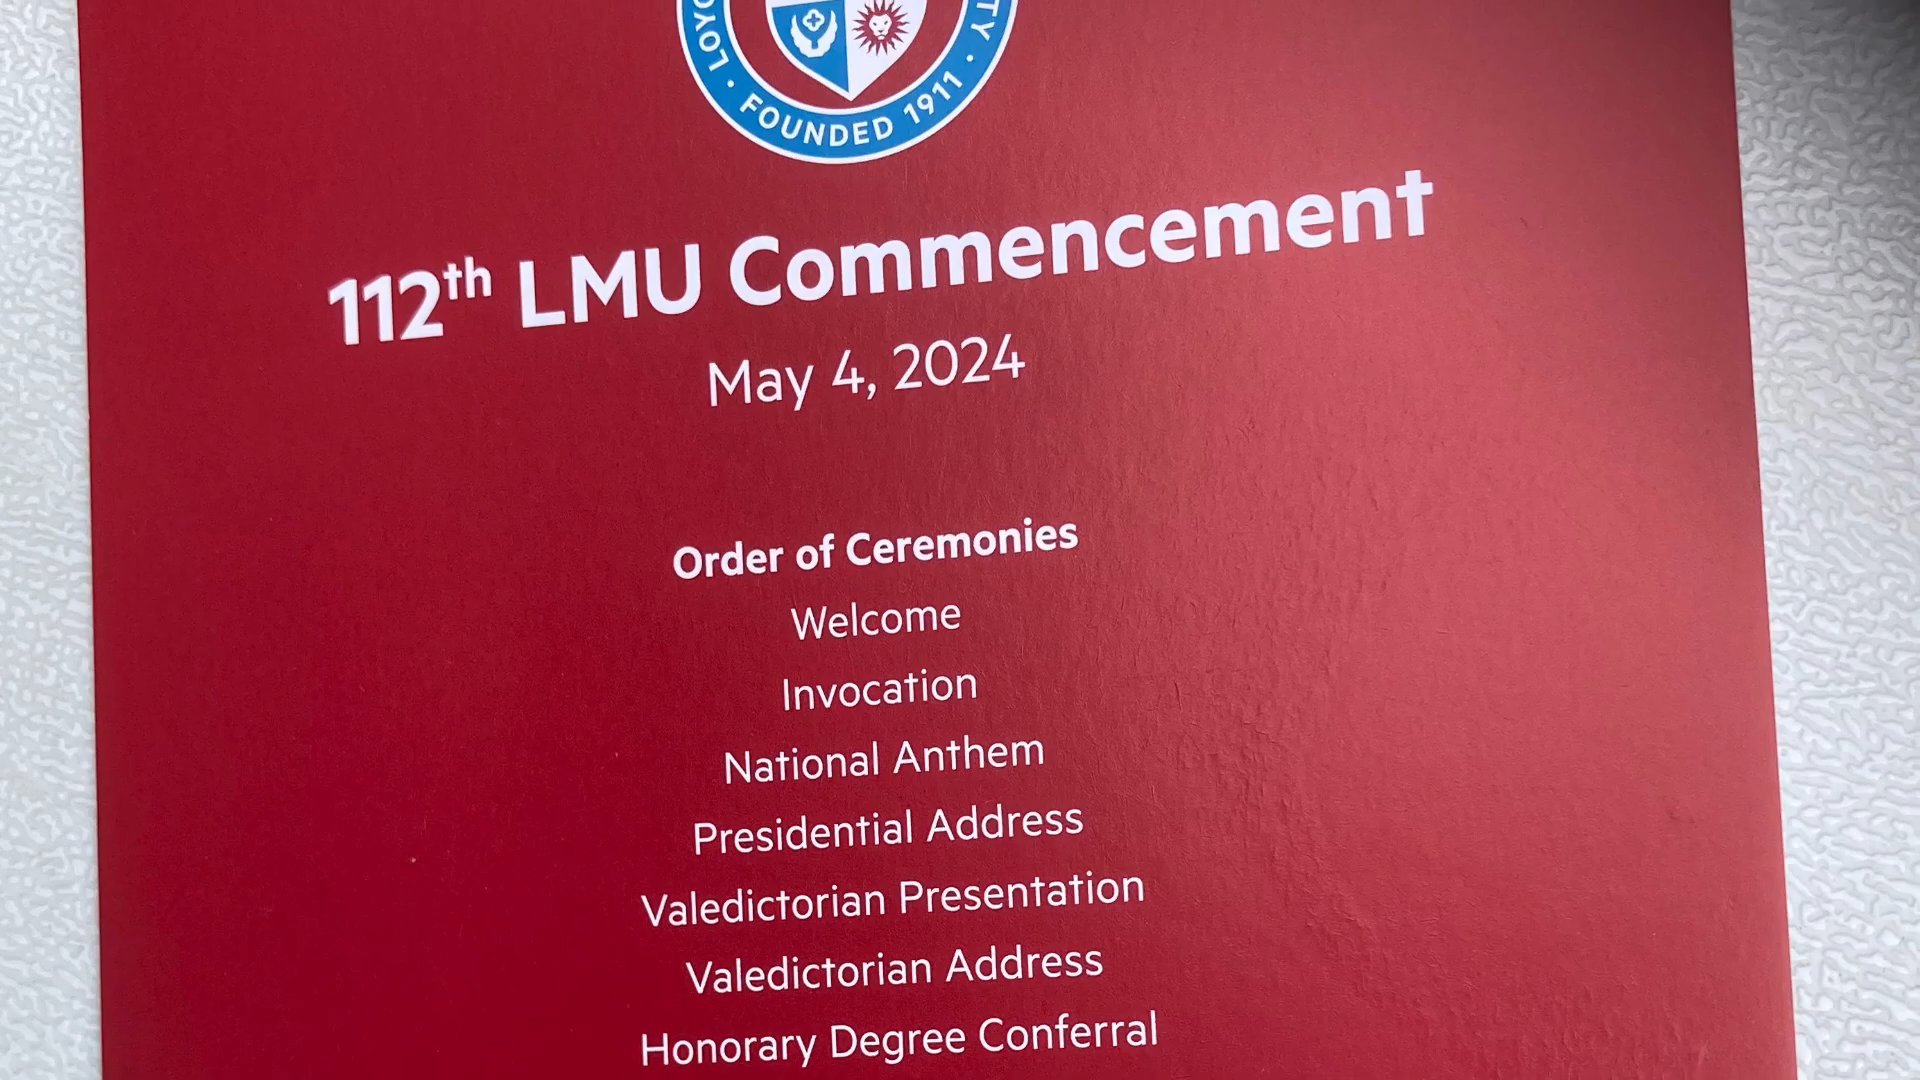 FOUNDED 1911
112th LMU Commencement
May 4, 2024
Order of Ceremonies
Welcome
Invocation
National Anthem
Presidential Address
Valedictorian Presentation
Valedictorian Address
Honorary Degree Conferral